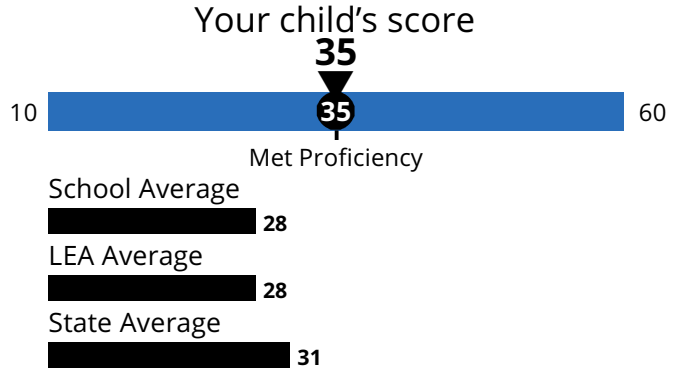 Your child's score
35
10 35 60
Met Proficiency
School Average
28
LEA Average
28
State Average
31